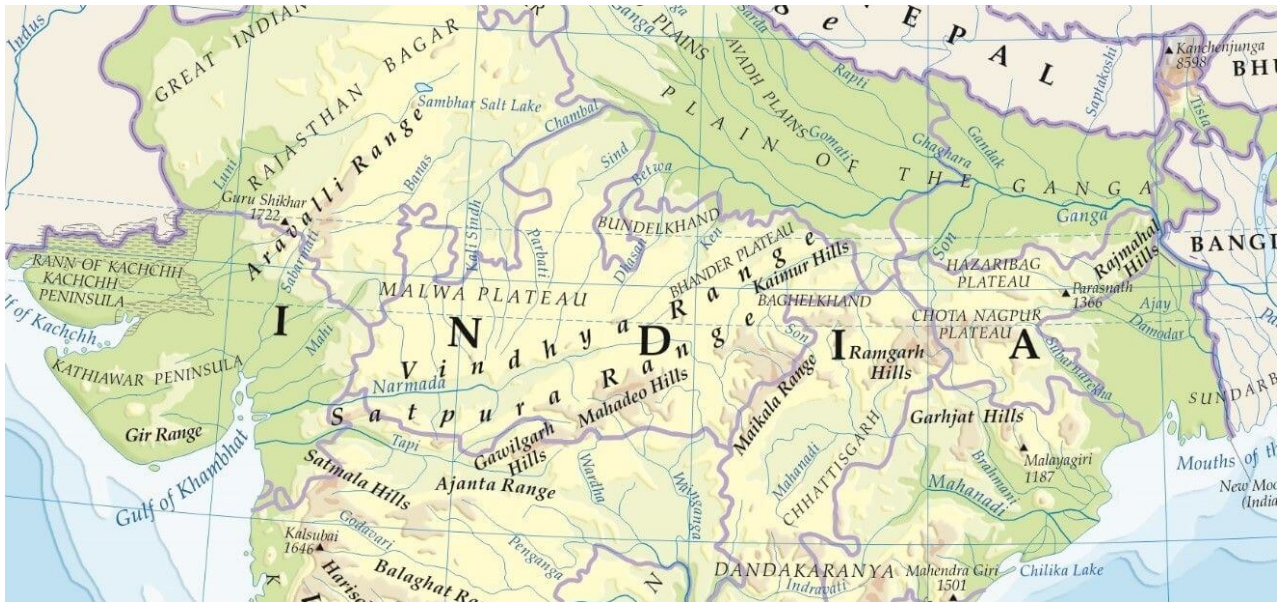 Indus
GREAT INDIAN
RAJASTHAN BAGAR
Sambhar Salt Lake
Luni
Guru Shikhar
1722
Aravalli Range
Banas
Chambal
Sind
Betwa
Ganga
PLAINS
Sarda
AVADH PLAINS
Rapti
Gomati
Ghaghara
Gandak
PLAIN OF THE GANGA
Ganga
NEPAL
Saptakoshi
Kanchenjunga
8598
BHU
Tista
RANN OF KACHCHH
KACHCHH
PENINSULA
lf of Kachchh
Sabarmati
Mahi
Kali Sindh
Parbati
BUNDELKHAND
Dhasan
Ken
BHANDER PLATEAU
Kaimur Hills
BAGHELKHAND
Son
Son
HAZARIBAG
PLATEAU
Rajmahal
Hills
BANGL
Parasnath
1366
CHOTA NAGPUR
PLATEAU
Ajay
Damodar
Subarnarekha
MALWA PLATEAU
INDIA
Vindhya Range
Narmada
Satpura Range
Mahadeo Hills
Maikala Range
Ramgarh
Hills
KATHIAWAR PENINSULA
Gir Range
Gulf of Khambhat
Tapi
Gawilgarh
Hills
Satmala Hills
Ajanta Range
Wardha
Wainganga
Mahanadi
CHHATTISGARH
Garhjat Hills
Malayagiri
1187
Brahmani
Mahanadi
SUNDARB
Mouths of th
New Moo
(India
Kalsubai
1646
Godavari
Harisc
Balaghat Ra
Penganga
DANDAKARANYA
Indravati
Mahendra Giri
1501
Chilika Lake